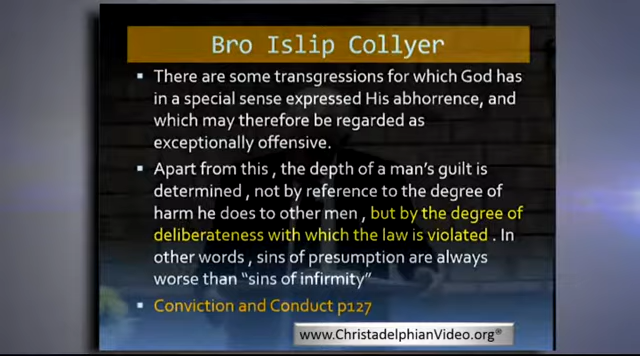 Bro Islip Collyer
There are some transgressions for which God has
in a special sense expressed His abhorrence, and
which may therefore be regarded as
exceptionally offensive.
Apart from this , the depth of a man's guilt is
determined , not by reference to the degree of
harm he does to other men , but by the degree of
deliberateness with which the law is violated . In
other words , sins of presumption are always
worse than "sins of infirmity"
Conviction and Conduct p127
www.ChristadelphianVideo.org®